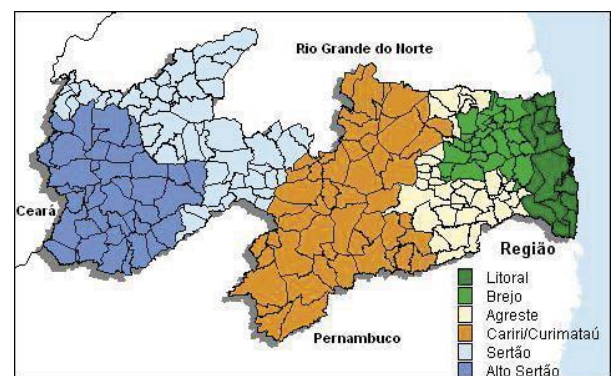 Rio Grande do Norte
Ceará
Pernambuco
Região
Litoral
Brejo
Agreste
Cariri/Curimataú
Sertão
Alto Sertão